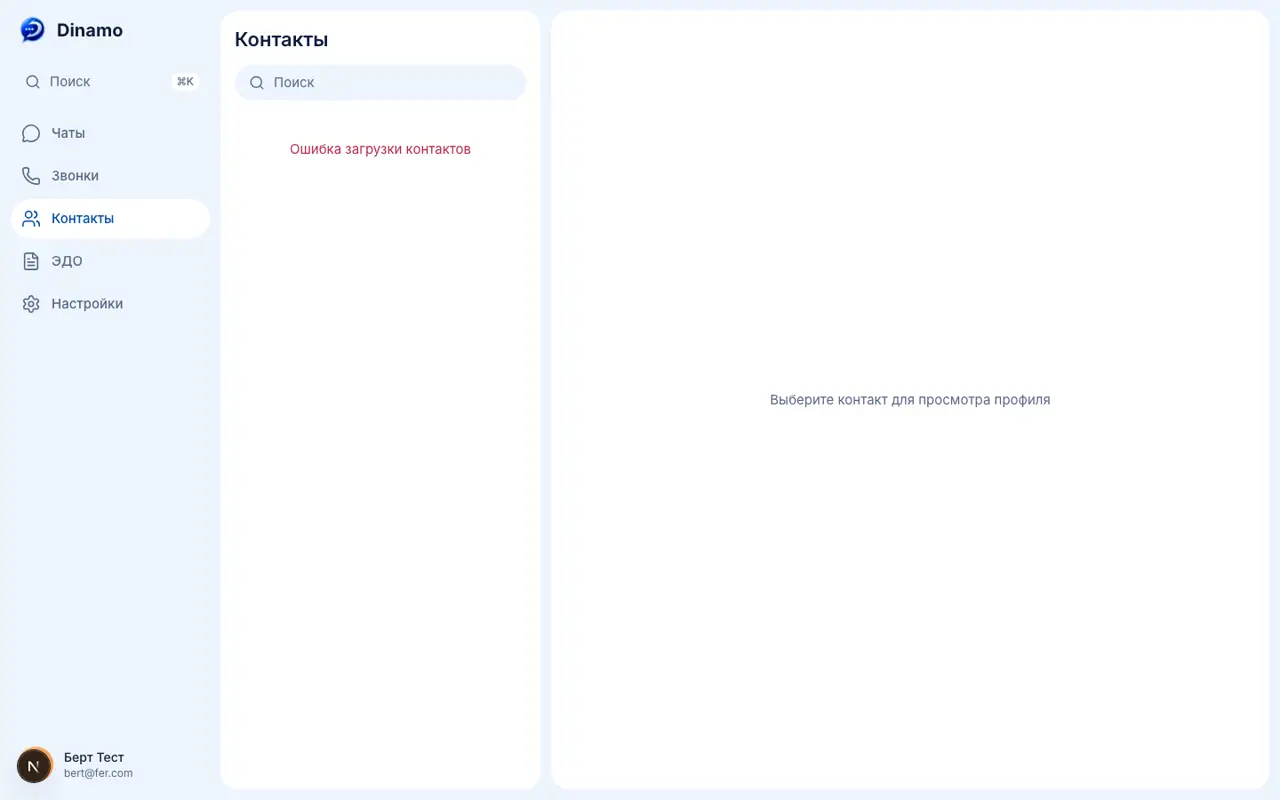 Dinamo
Поиск ⌘K
Чаты
Звонки
Контакты
ЭДО
Настройки
Берт Тест
bert@fer.com
N
Контакты
Поиск
Ошибка загрузки контактов
Выберите контакт для просмотра профиля